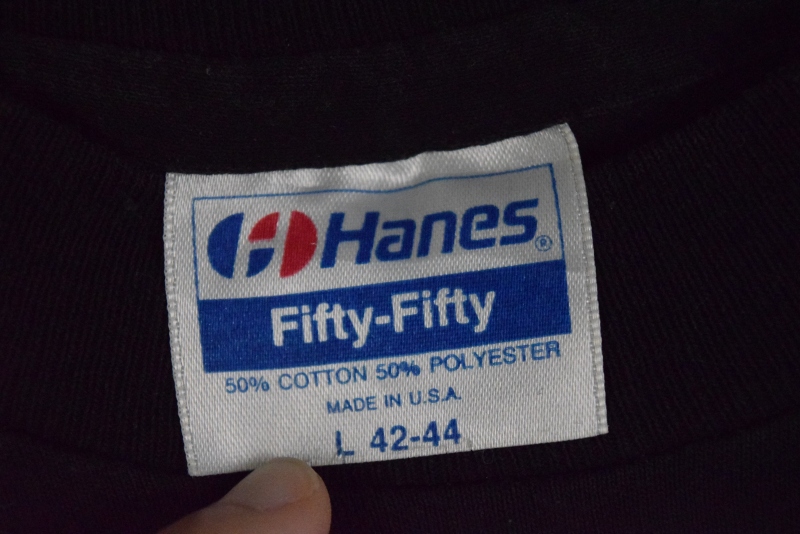 Hanes®
Fifty-Fifty
50% COTTON 50% POLYESTER
MADE IN U.S.A.
L 42-44